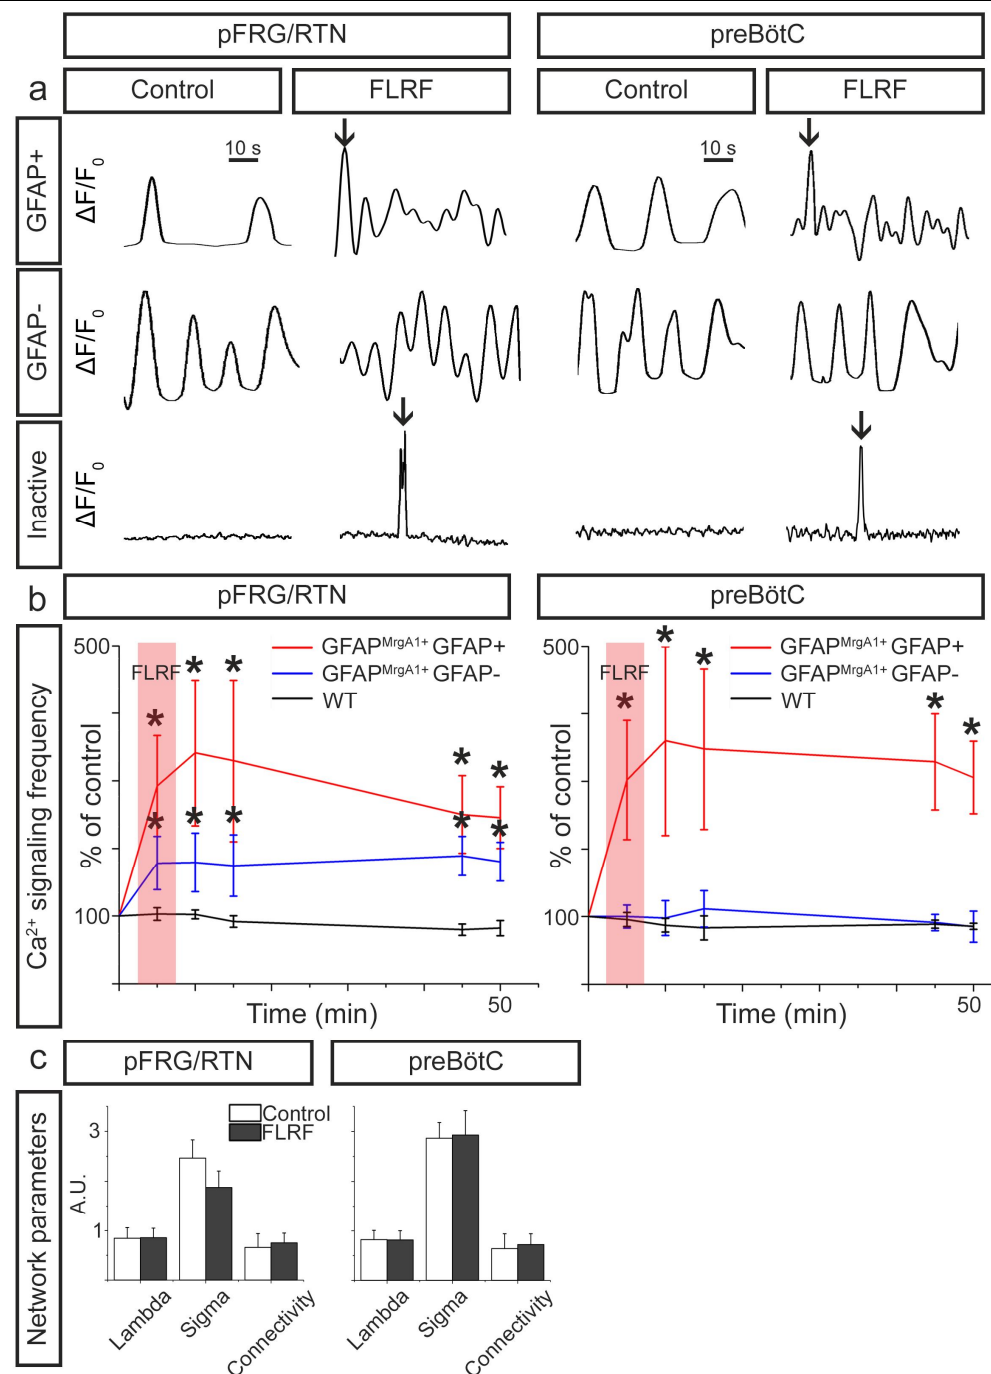 pFRG/RTN
preBötC
a
Control
FLRF
Control
FLRF
GFAP+
ΔF/F0
10 s
10 s
GFAP-
ΔF/F0
Inactive
ΔF/F0
b
pFRG/RTN
preBötC
Ca2+ signaling frequency
% of control
500
100
FLRF
* * * * *
* * * * *
GFAPMrgA1+ GFAP+
GFAPMrgA1+ GFAP-
WT
Time (min)
50
% of control
500
100
FLRF
* * * * *
GFAPMrgA1+ GFAP+
GFAPMrgA1+ GFAP-
WT
Time (min)
50
c
pFRG/RTN
preBötC
Network parameters
A.U.
3
1
Control
FLRF
Lambda
Sigma
Connectivity
Lambda
Sigma
Connectivity